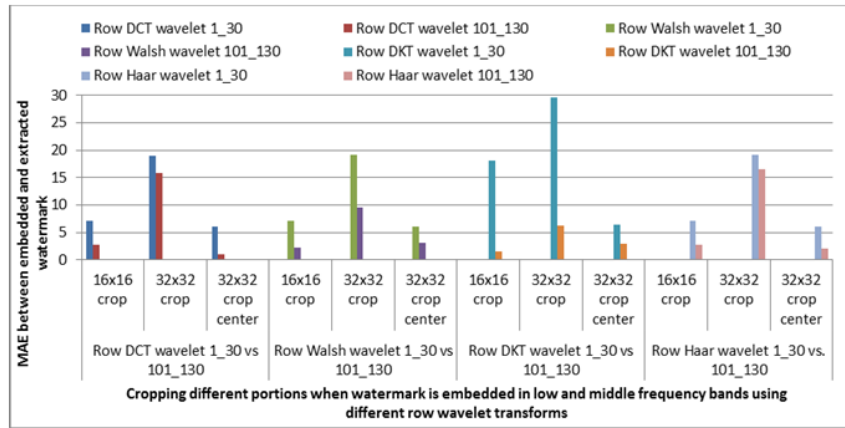 Row DCT wavelet 1_30 Row DCT wavelet 101_130 Row Walsh wavelet 1_30
Row Walsh wavelet 101_130 Row DKT wavelet 1_30 Row DKT wavelet 101_130
Row Haar wavelet 1_30 Row Haar wavelet 101_130
MAE between embedded and extracted
watermark
30
25
20
15
10
5
0
16x16 32x32 32x32 16x16 32x32 32x32 16x16 32x32 32x32 16x16 32x32 32x32
crop crop crop crop crop crop crop crop crop crop crop crop
center center center center
Row DCT wavelet 1_30 vs Row Walsh wavelet 1_30 vs Row DKT wavelet 1_30 vs Row Haar wavelet 1_30 vs.
101_130 101_130 101_130 101_130
Cropping different portions when watermark is embedded in low and middle frequency bands using
different row wavelet transforms